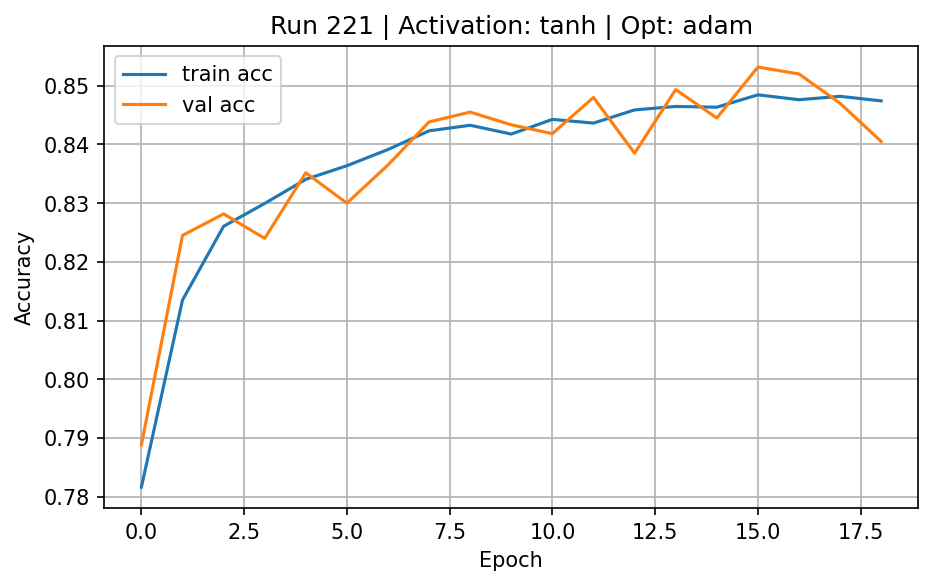 Run 221 | Activation: tanh | Opt: adam
train acc
val acc
0.85
0.84
0.83
0.82
0.81
0.80
0.79
0.78
Accuracy
0.0 2.5 5.0 7.5 10.0 12.5 15.0 17.5
Epoch